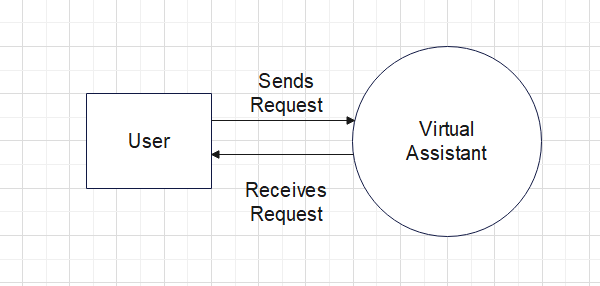 Sends
Request
User
Virtual
Assistant
Receives
Request